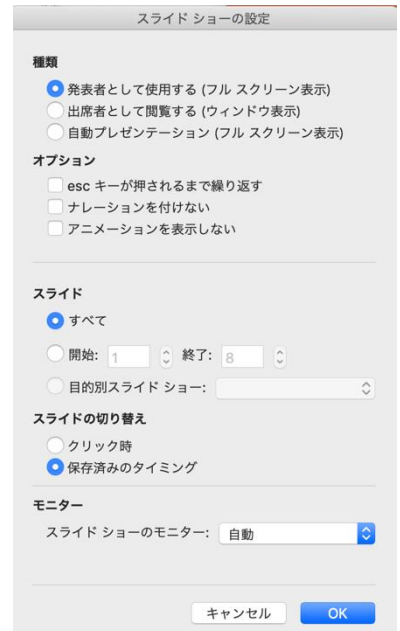 スライド ショーの設定
種類
発表者として使用する (フル スクリーン表示)
出席者として閲覧する (ウィンドウ表示)
自動プレゼンテーション (フル スクリーン表示)
オプション
esc キーが押されるまで繰り返す
ナレーションを付けない
アニメーションを表示しない
スライド
すべて
開始: 1 終了: 8
目的別スライド ショー:
スライドの切り替え
クリック時
保存済みのタイミング
モニター
スライド ショーのモニター: 自動
キャンセル OK